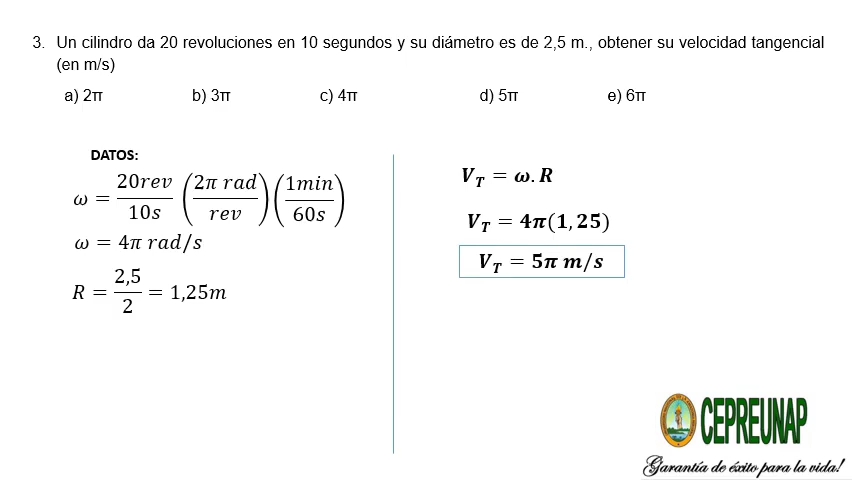 3. Un cilindro da 20 revoluciones en 10 segundos y su diámetro es de 2,5 m., obtener su velocidad tangencial
(en m/s)
a) 2π b) 3π c) 4π d) 5π e) 6π
DATOS:
ω = 20rev/10s (2π rad/rev)(1min/60s)
ω = 4π rad/s
R = 2,5/2 = 1,25m
V_T = ω.R
V_T = 4π(1,25)
V_T = 5π m/s
CEPREUNAP
Garantía de éxito para la vida!